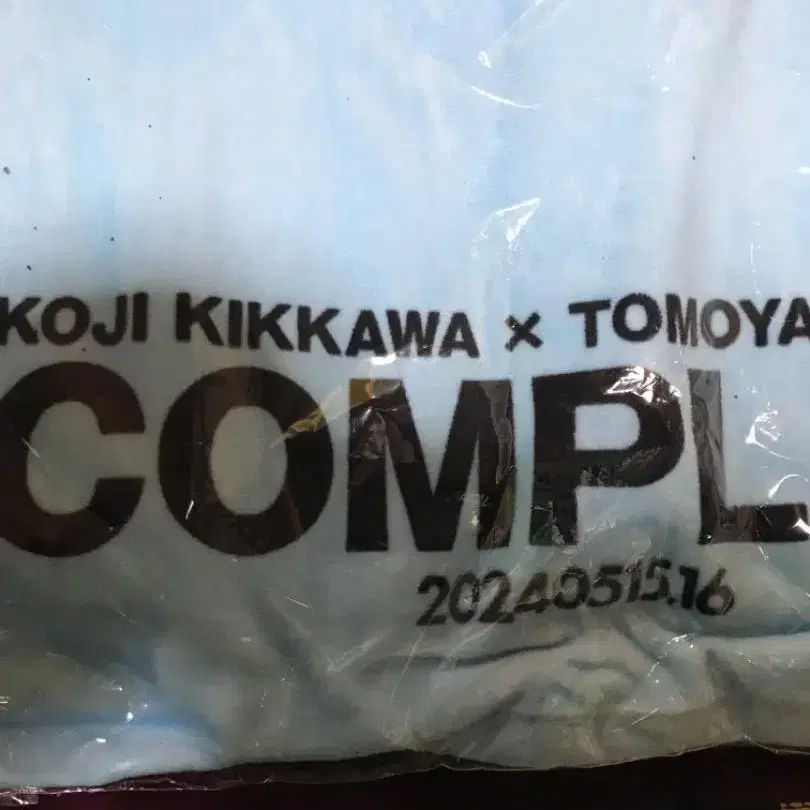 KOJI KIKKAWA × TOMOYA
COMPL
20240515.16